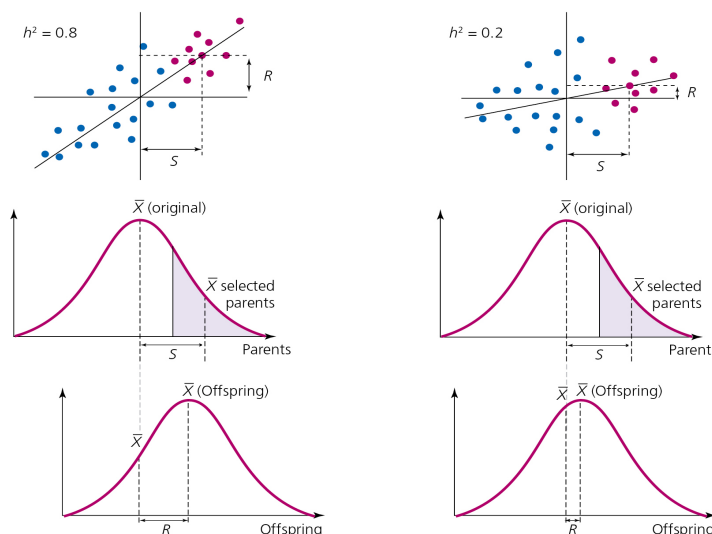 h² = 0.8
R
S
h² = 0.2
R
S
X̅ (original)
X̅ selected
parents
S
Parents
X̅ (original)
X̅ selected
parents
S
Parent
X̅ (Offspring)
X̅
R
Offspring
X̅ X̅ (Offspring)
R
Offspring